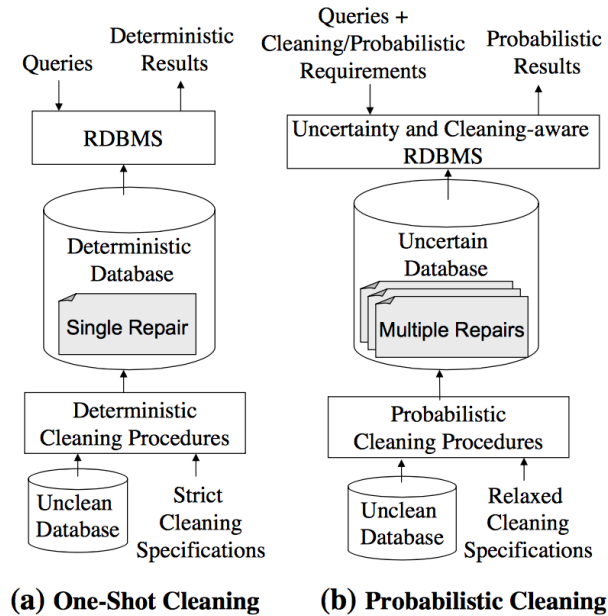 Queries
Deterministic
Results
RDBMS
Deterministic
Database
Single Repair
Deterministic
Cleaning Procedures
Unclean
Database
Strict
Cleaning
Specifications
(a) One-Shot Cleaning
Queries +
Cleaning/Probabilistic
Requirements
Probabilistic
Results
Uncertainty and Cleaning-aware
RDBMS
Uncertain
Database
Multiple Repairs
Probabilistic
Cleaning Procedures
Unclean
Database
Relaxed
Cleaning
Specifications
(b) Probabilistic Cleaning